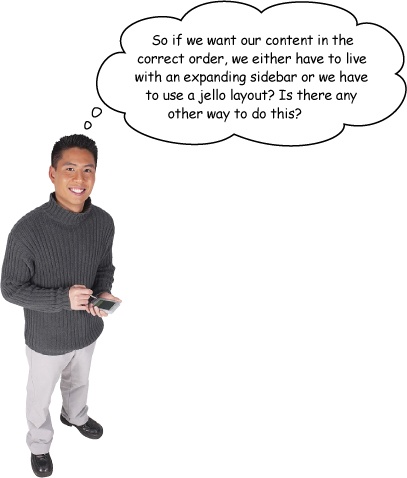 So if we want our content in the
correct order, we either have to live
with an expanding sidebar or we have
to use a jello layout? Is there any
other way to do this?